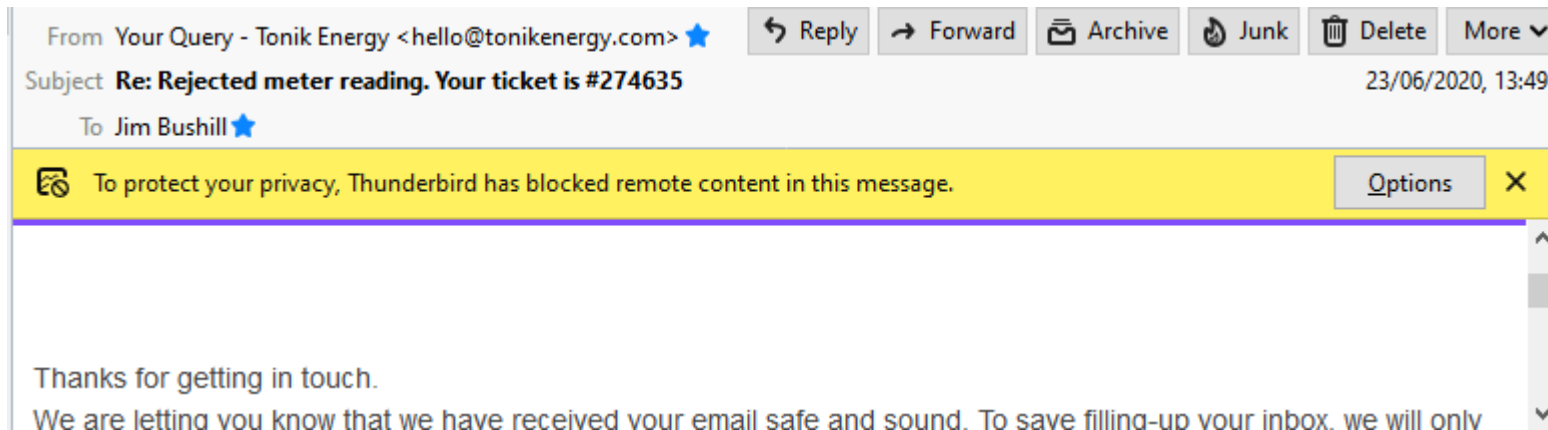 From Your Query - Tonik Energy <hello@tonikenergy.com> Reply Forward Archive Junk Delete More
Subject Re: Rejected meter reading. Your ticket is #274635 23/06/2020, 13:49
To Jim Bushill
To protect your privacy, Thunderbird has blocked remote content in this message. Options
Thanks for getting in touch.
We are letting you know that we have received your email safe and sound. To save filling-up your inbox, we will only